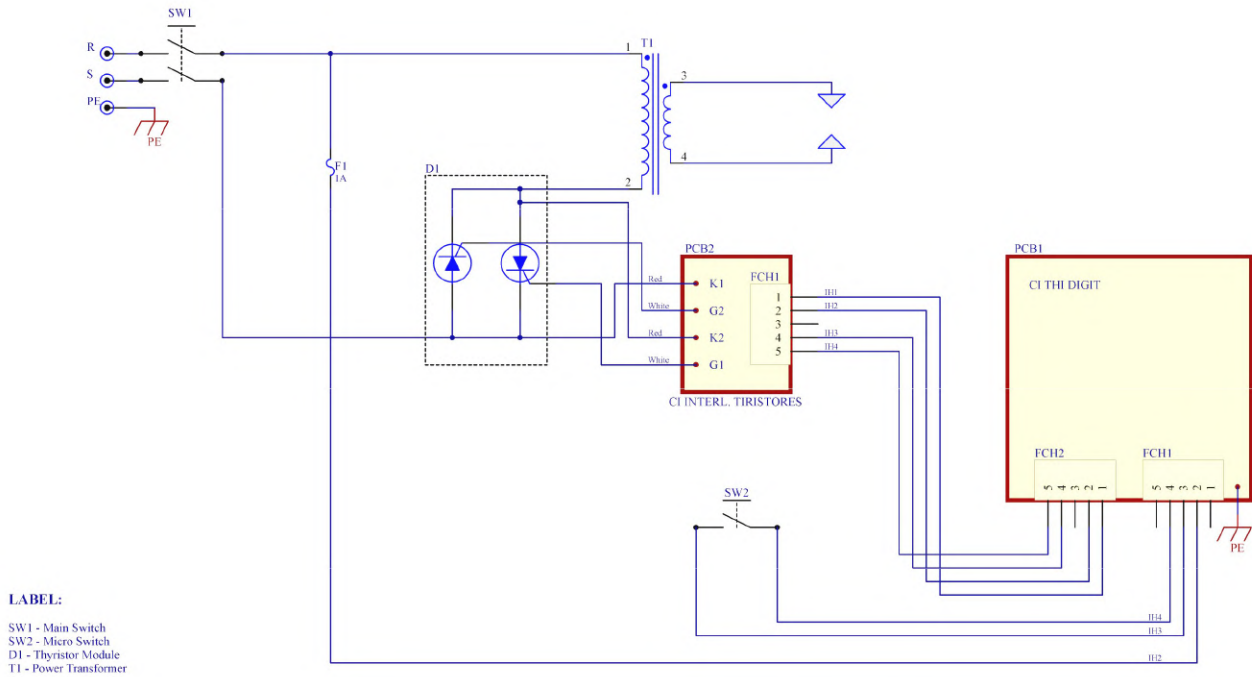 SW1
R
S
PE
PE
1
T1
3
4
2
F1
1A
D1
PCB2
PCB1
FCH1
CI THI DIGIT
Red
K1
1
IH1
White
G2
2
IH2
3
Red
K2
4
IH3
White
G1
5
IH4
CI INTERL. TIRISTORES
FCH2
FCH1
5 4 3 2 1
5 4 3 2 1
SW2
PE
IH4
IH3
IH2
LABEL:
SW1 - Main Switch
SW2 - Micro Switch
D1 - Thyristor Module
T1 - Power Transformer